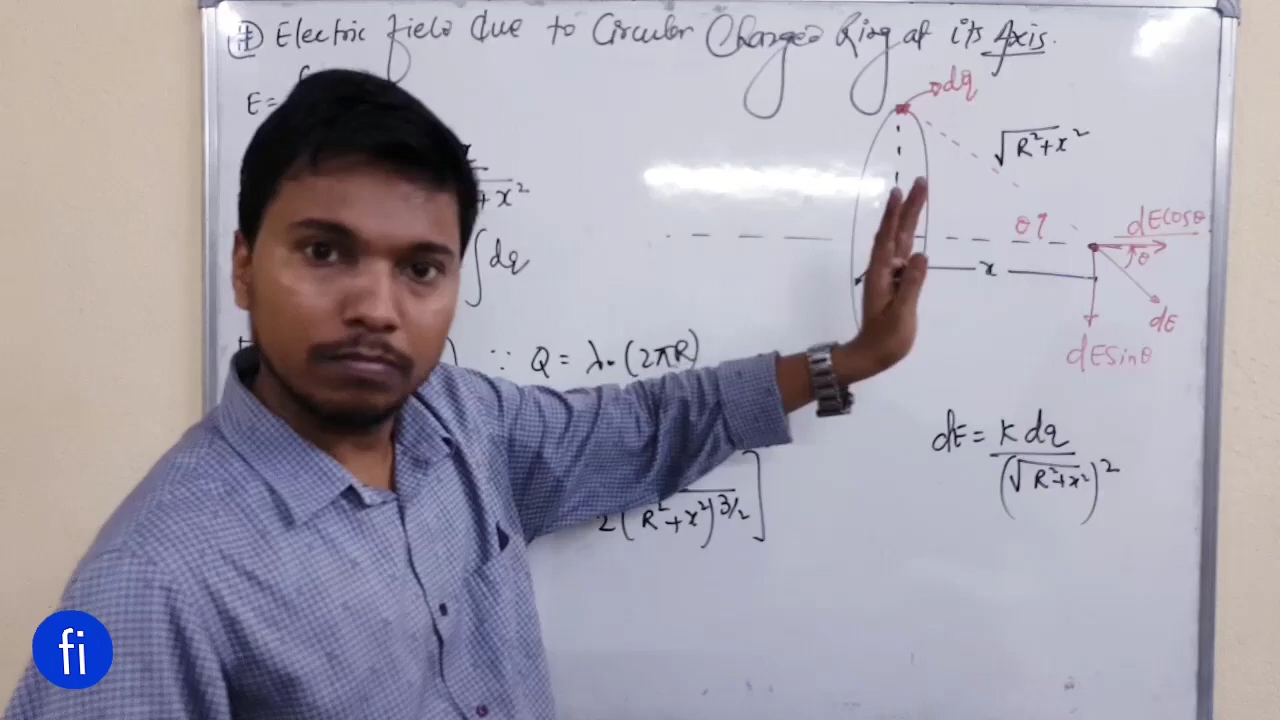 # Electric field due to Circular Charged Ring at its Axis.
E=
dq
√R²+x²
+ x²
θ
dEcosθ
∫dq
θ
x
dE
dEsinθ
∵ Q = λ. (2πR)
dE = K dq
(√R²+x²)²
2(R²+x²)^3/2]
fi